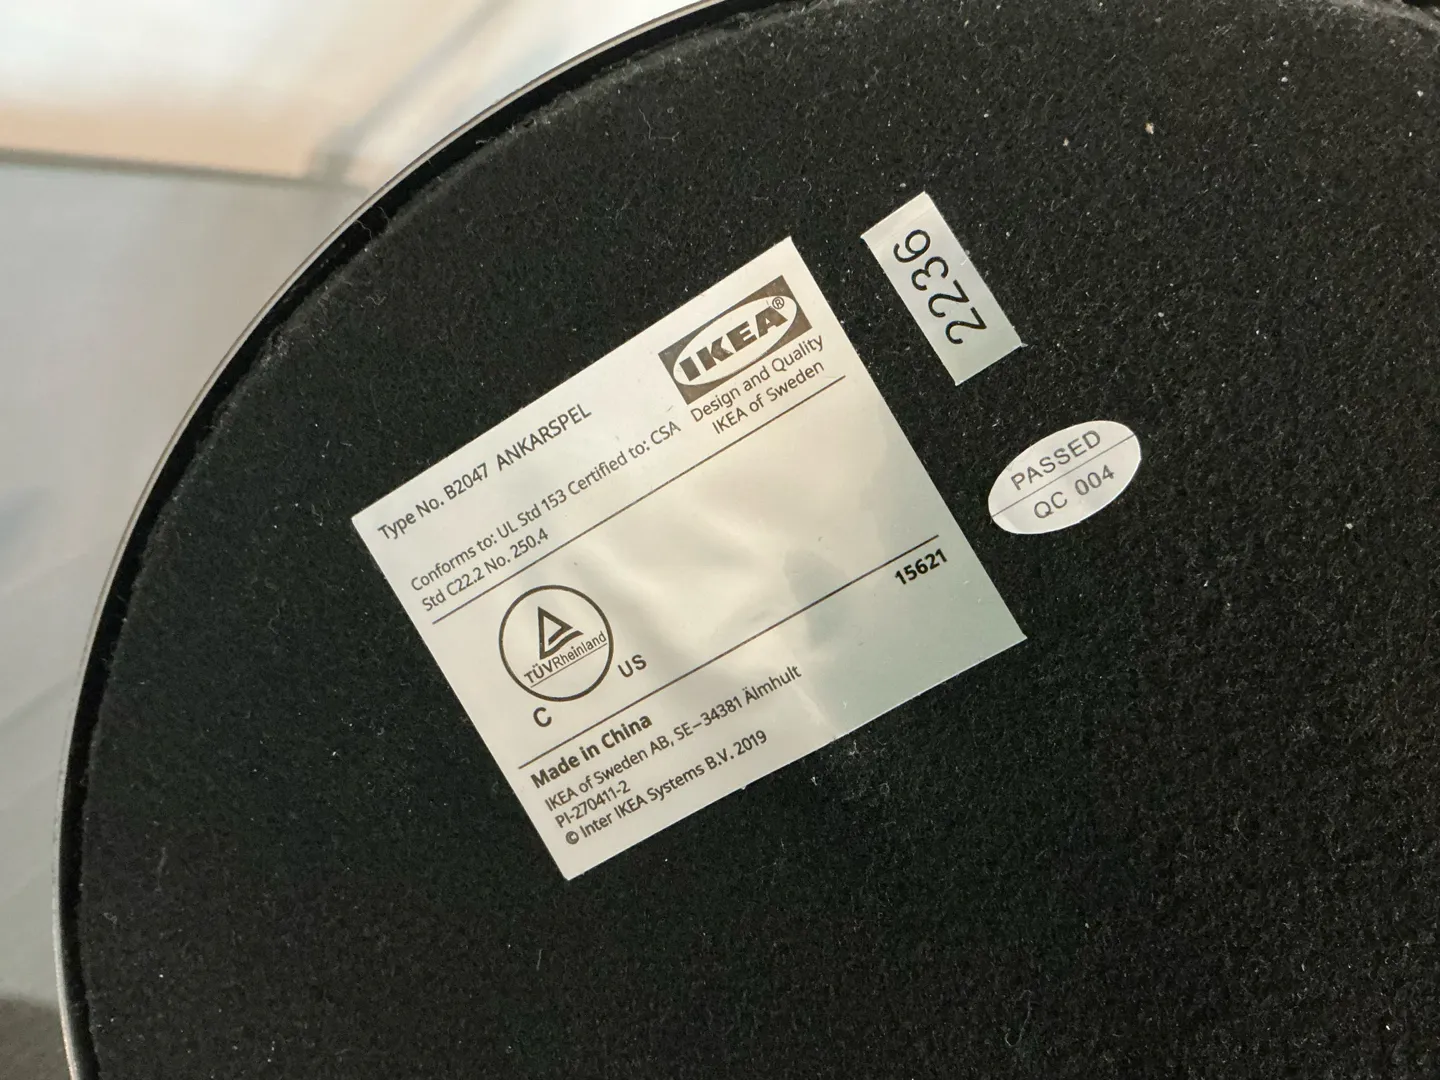 IKEA®
Design and Quality
IKEA of Sweden
Type No. B2047 ANKARSPEL
Conforms to: UL Std 153 Certified to: CSA
Std C22.2 No. 250.4
TÜVRheinland
C
US
15621
Made in China
IKEA of Sweden AB, SE-34381 Älmhult
PI-270411-2
© Inter IKEA Systems B.V. 2019
2236
PASSED
QC 004